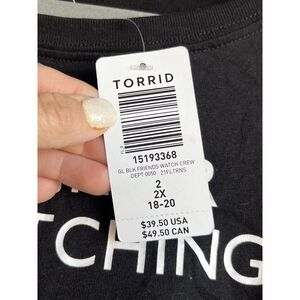 TORRID
15193368
GL BLK FRIENDS WATCH CREW
DEPT 0050 21FLTRNS
2
2X
18-20
$39.50 USA
$49.50 CAN
TCHING